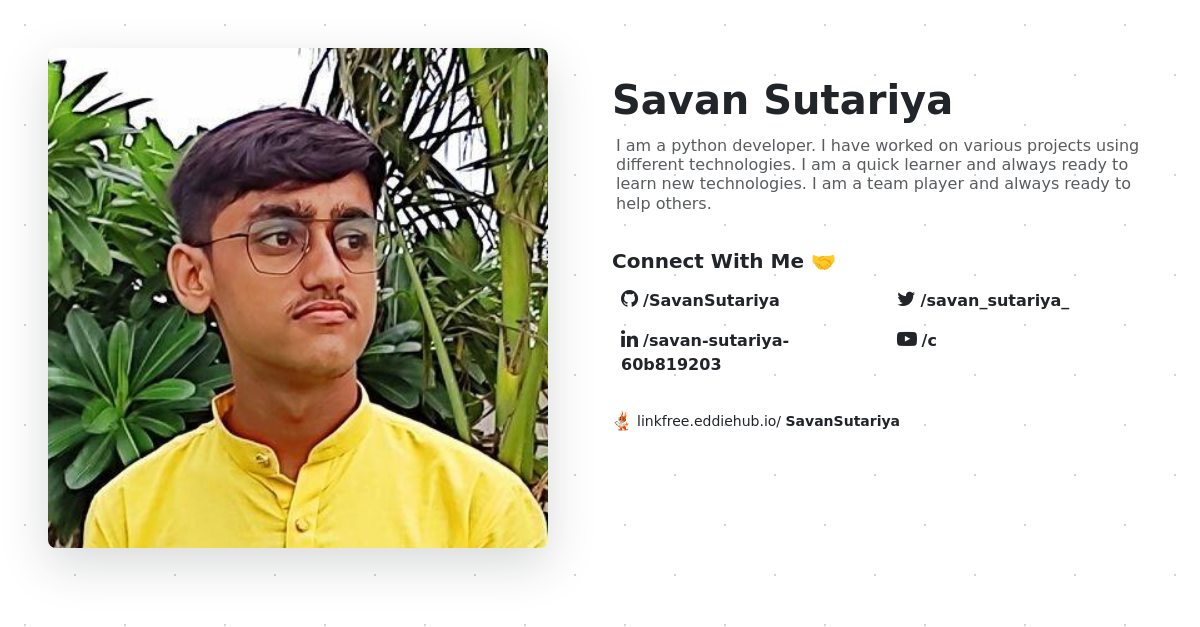 Savan Sutariya
I am a python developer. I have worked on various projects using
different technologies. I am a quick learner and always ready to
learn new technologies. I am a team player and always ready to
help others.
Connect With Me 🤝
/SavanSutariya
/savan_sutariya_
/savan-sutariya-
60b819203
/c
linkfree.eddiehub.io/ SavanSutariya